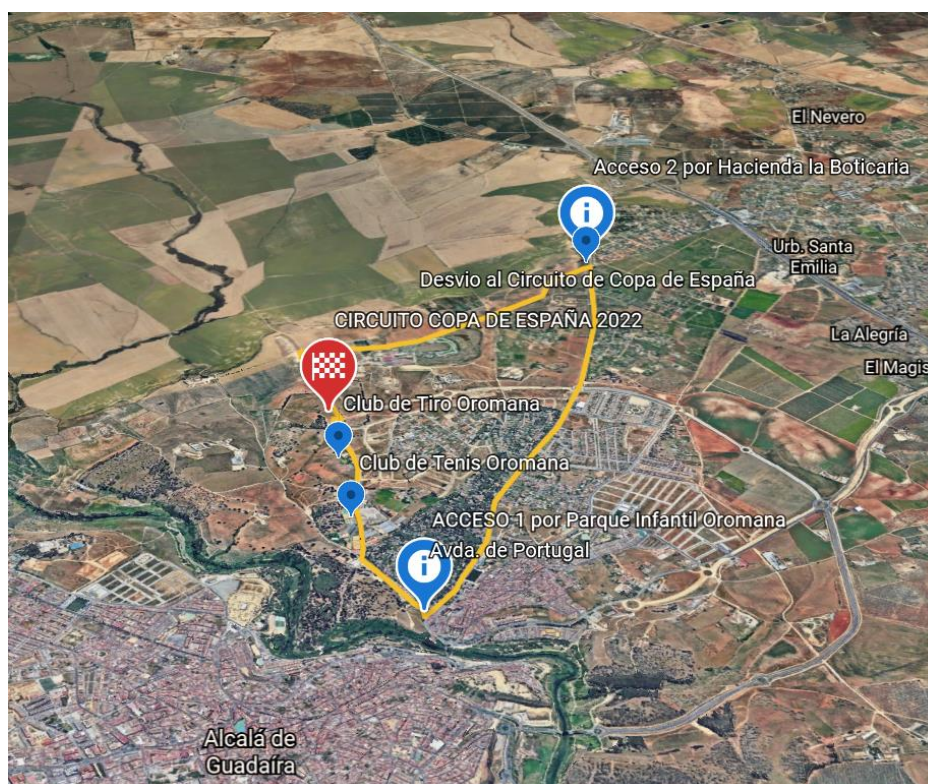 El Nevero
Acceso 2 por Hacienda la Boticaria
Urb. Santa
Emilia
Desvio al Circuito de Copa de España
CIRCUITO COPA DE ESPAÑA 2022
La Alegría
El Magis
Club de Tiro Oromana
Club de Tenis Oromana
ACCESO 1 por Parque Infantil Oromana
Avda. de Portugal
Alcalá de
Guadaíra